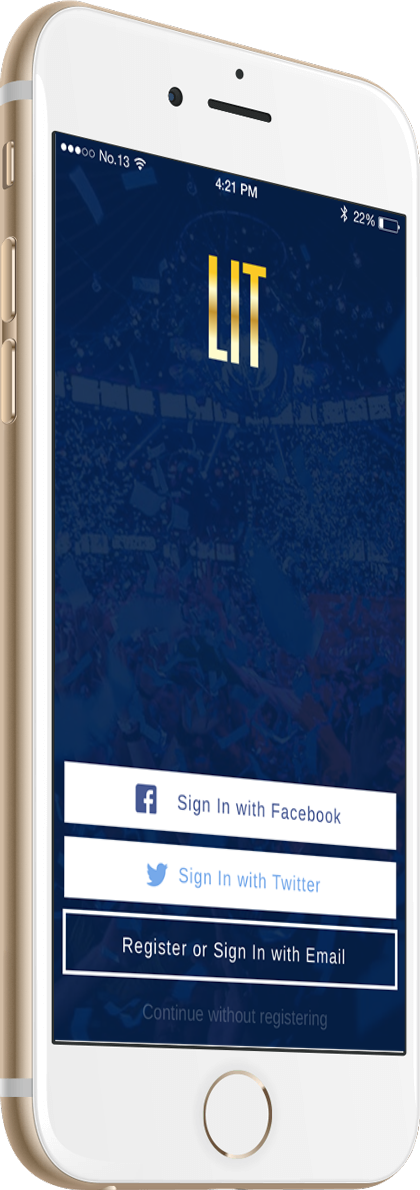 No.13
4:21 PM
22%
LIT
Sign In with Facebook
Sign In with Twitter
Register or Sign In with Email
Continue without registering